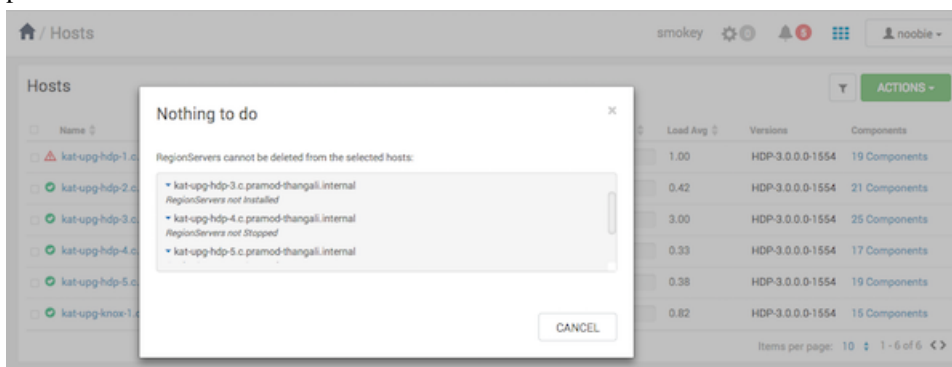 / Hosts
smokey
0
5
noobie
Hosts
ACTIONS
Name
Load Avg
Versions
Components
kat-upg-hdp-1.c.
1.00
HDP-3.0.0.0-1554
19 Components
kat-upg-hdp-2.c.
0.42
HDP-3.0.0.0-1554
21 Components
kat-upg-hdp-3.c.
3.00
HDP-3.0.0.0-1554
25 Components
kat-upg-hdp-4.c.
0.33
HDP-3.0.0.0-1554
17 Components
kat-upg-hdp-5.c.
0.38
HDP-3.0.0.0-1554
19 Components
kat-upg-knox-1.c
0.82
HDP-3.0.0.0-1554
15 Components
Items per page: 10
1 - 6 of 6
Nothing to do
×
RegionServers cannot be deleted from the selected hosts:
kat-upg-hdp-3.c.pramod-thangali.internal
RegionServers not Installed
kat-upg-hdp-4.c.pramod-thangali.internal
RegionServers not Stopped
kat-upg-hdp-5.c.pramod-thangali.internal
CANCEL